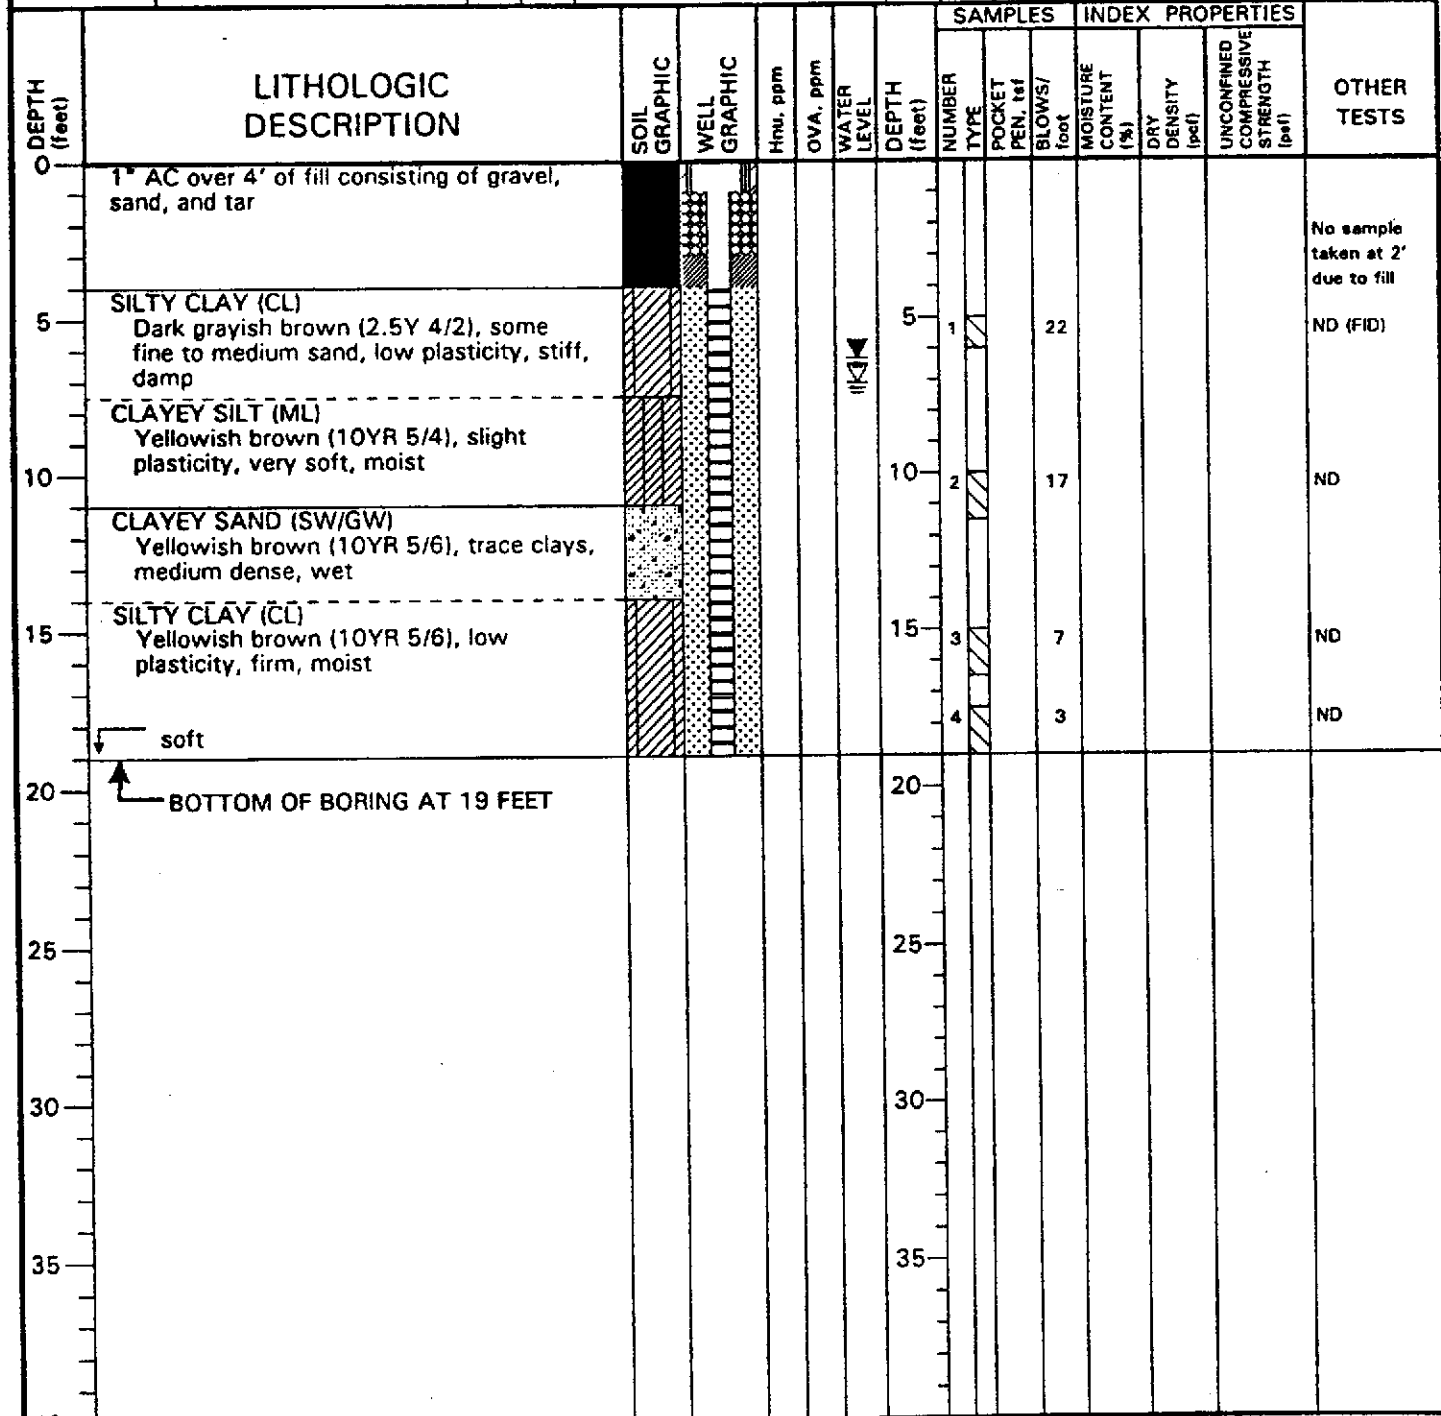 SAMPLES
INDEX PROPERTIES
DEPTH
(feet)
LITHOLOGIC
DESCRIPTION
SOIL
GRAPHIC
WELL
GRAPHIC
Hnu, ppm
OVA, ppm
WATER
LEVEL
DEPTH
(feet)
NUMBER
TYPE
POCKET
PEN, tsf
BLOWS/
foot
MOISTURE
CONTENT
(%)
DRY
DENSITY
(pcf)
UNCONFINED
COMPRESSIVE
STRENGTH
(psf)
OTHER
TESTS
0
1" AC over 4' of fill consisting of gravel,
sand, and tar
No sample
taken at 2'
due to fill
SILTY CLAY (CL)
5
Dark grayish brown (2.5Y 4/2), some
fine to medium sand, low plasticity, stiff,
damp
5
1
22
ND (FID)
CLAYEY SILT (ML)
Yellowish brown (10YR 5/4), slight
plasticity, very soft, moist
10
10
2
17
ND
CLAYEY SAND (SW/GW)
Yellowish brown (10YR 5/6), trace clays,
medium dense, wet
SILTY CLAY (CL)
15
Yellowish brown (10YR 5/6), low
plasticity, firm, moist
15
3
7
ND
4
3
ND
soft
20
BOTTOM OF BORING AT 19 FEET
20
25
25
30
30
35
35